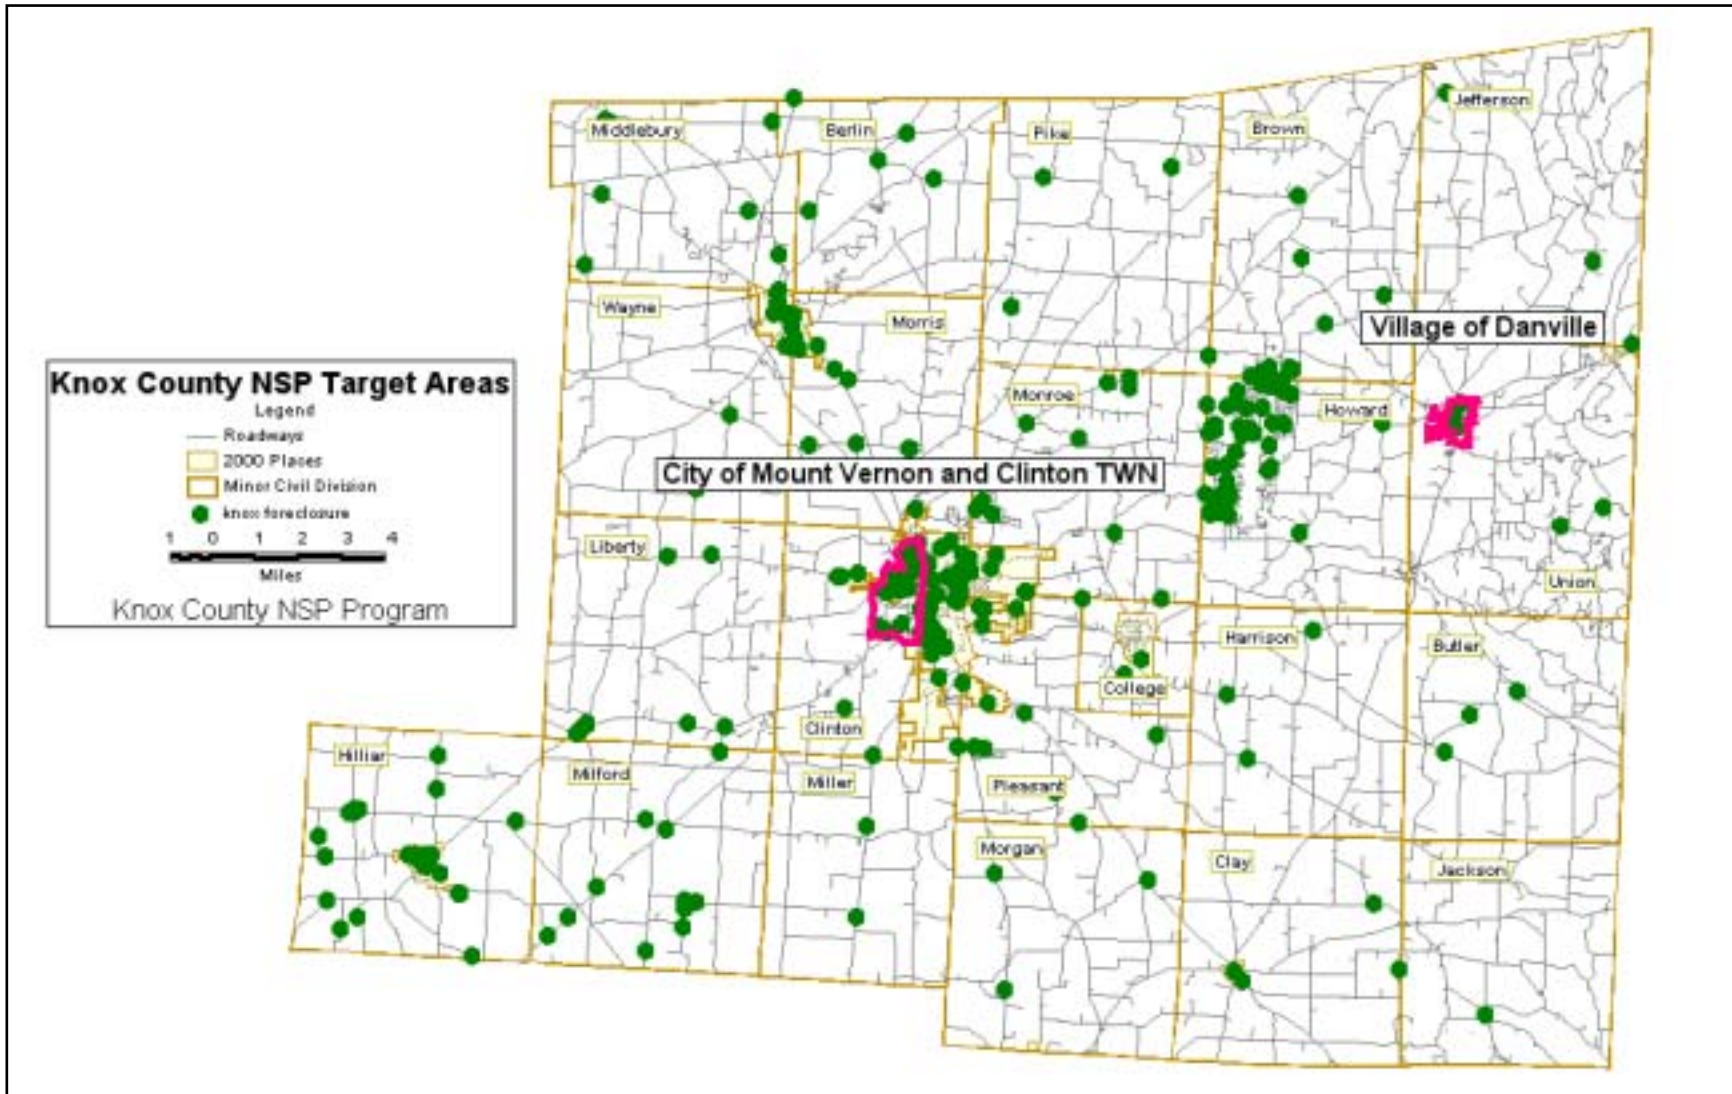 Jefferson
Middlebury
Berlin
Pike
Brown
Wayne
Morris
Village of Danville
Knox County NSP Target Areas
Legend
Roadways
2000 Places
Minor Civil Division
knox foreclosure
1 0 1 2 3 4
Miles
Knox County NSP Program
Monroe
Howard
City of Mount Vernon and Clinton TWN
Liberty
Union
Harrison
Butler
College
Clinton
Hilliar
Milford
Miller
Pleasant
Morgan
Clay
Jackson